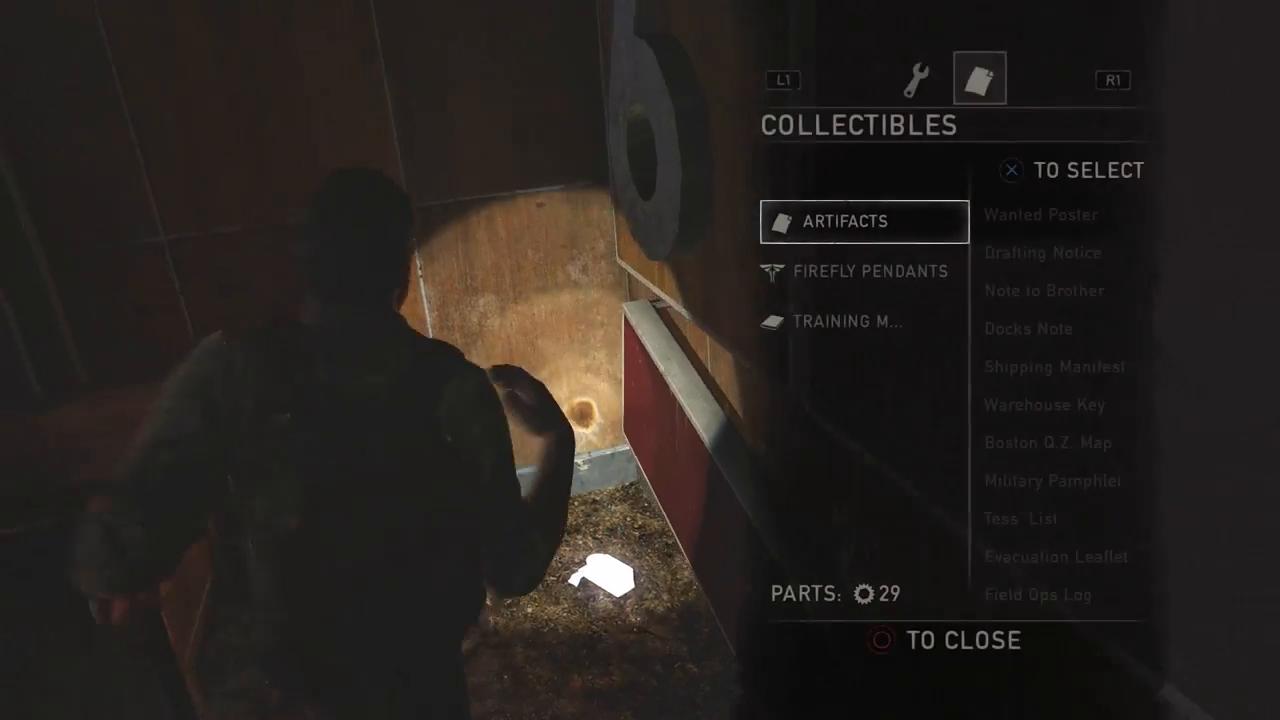 L1
R1
COLLECTIBLES
TO SELECT
ARTIFACTS
FIREFLY PENDANTS
TRAINING M...
Wanted Poster
Drafting Notice
Note to Brother
Docks Note
Shipping Manifest
Warehouse Key
Boston Q.Z. Map
Military Pamphlet
Tess' List
Evacuation Leaflet
Field Ops Log
PARTS: 29
TO CLOSE